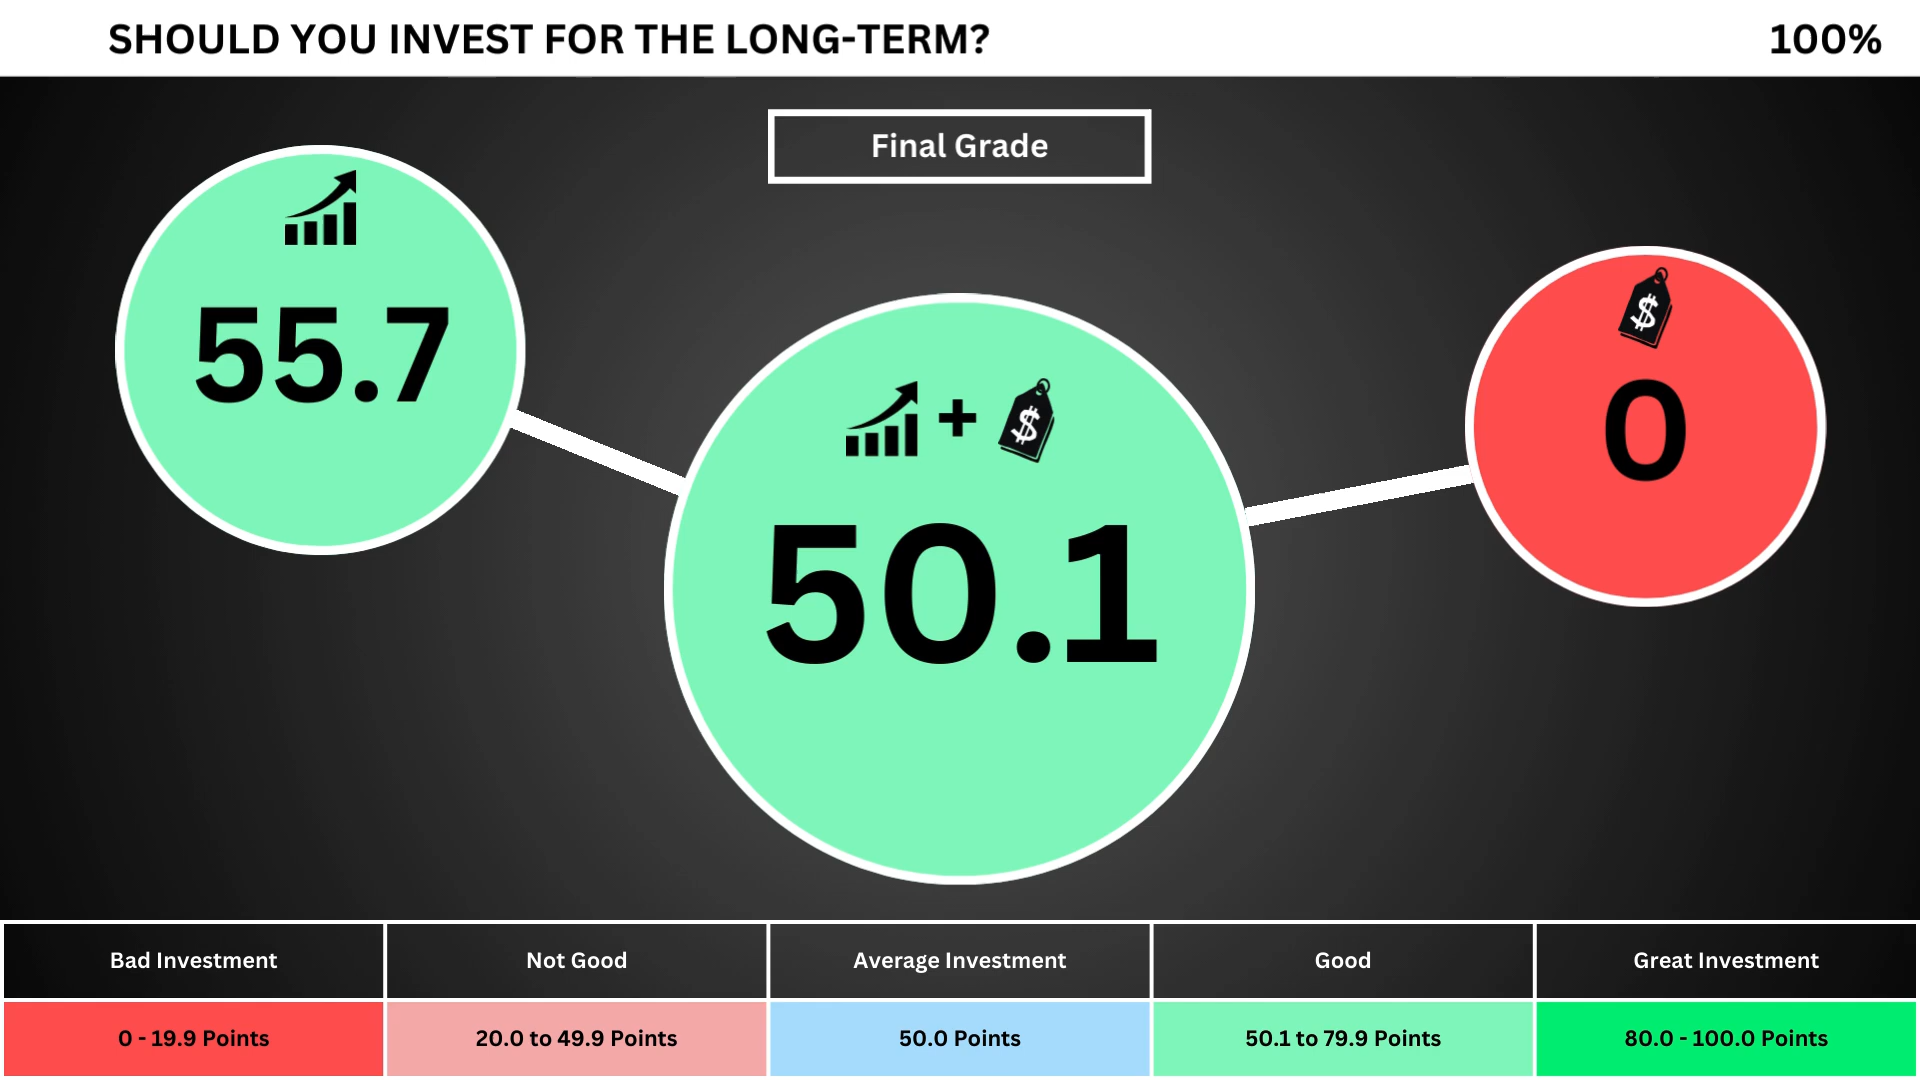 SHOULD YOU INVEST FOR THE LONG-TERM?
100%
Final Grade
55.7
$
+ $
50.1
$
0
Bad Investment
Not Good
Average Investment
Good
Great Investment
0 - 19.9 Points
20.0 to 49.9 Points
50.0 Points
50.1 to 79.9 Points
80.0 - 100.0 Points